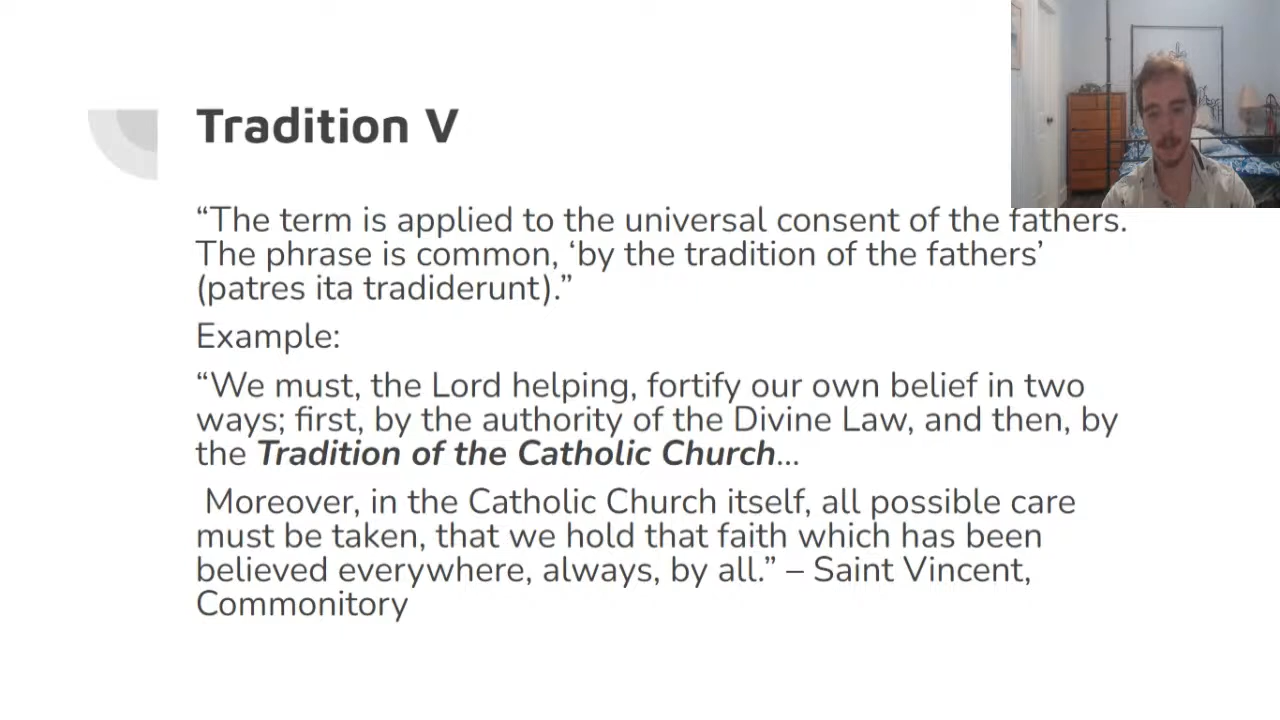 Tradition V
“The term is applied to the universal consent of the fathers.
The phrase is common, ‘by the tradition of the fathers’
(patres ita tradiderunt).”
Example:
“We must, the Lord helping, fortify our own belief in two
ways; first, by the authority of the Divine Law, and then, by
the Tradition of the Catholic Church...
Moreover, in the Catholic Church itself, all possible care
must be taken, that we hold that faith which has been
believed everywhere, always, by all.” – Saint Vincent,
Commonitory